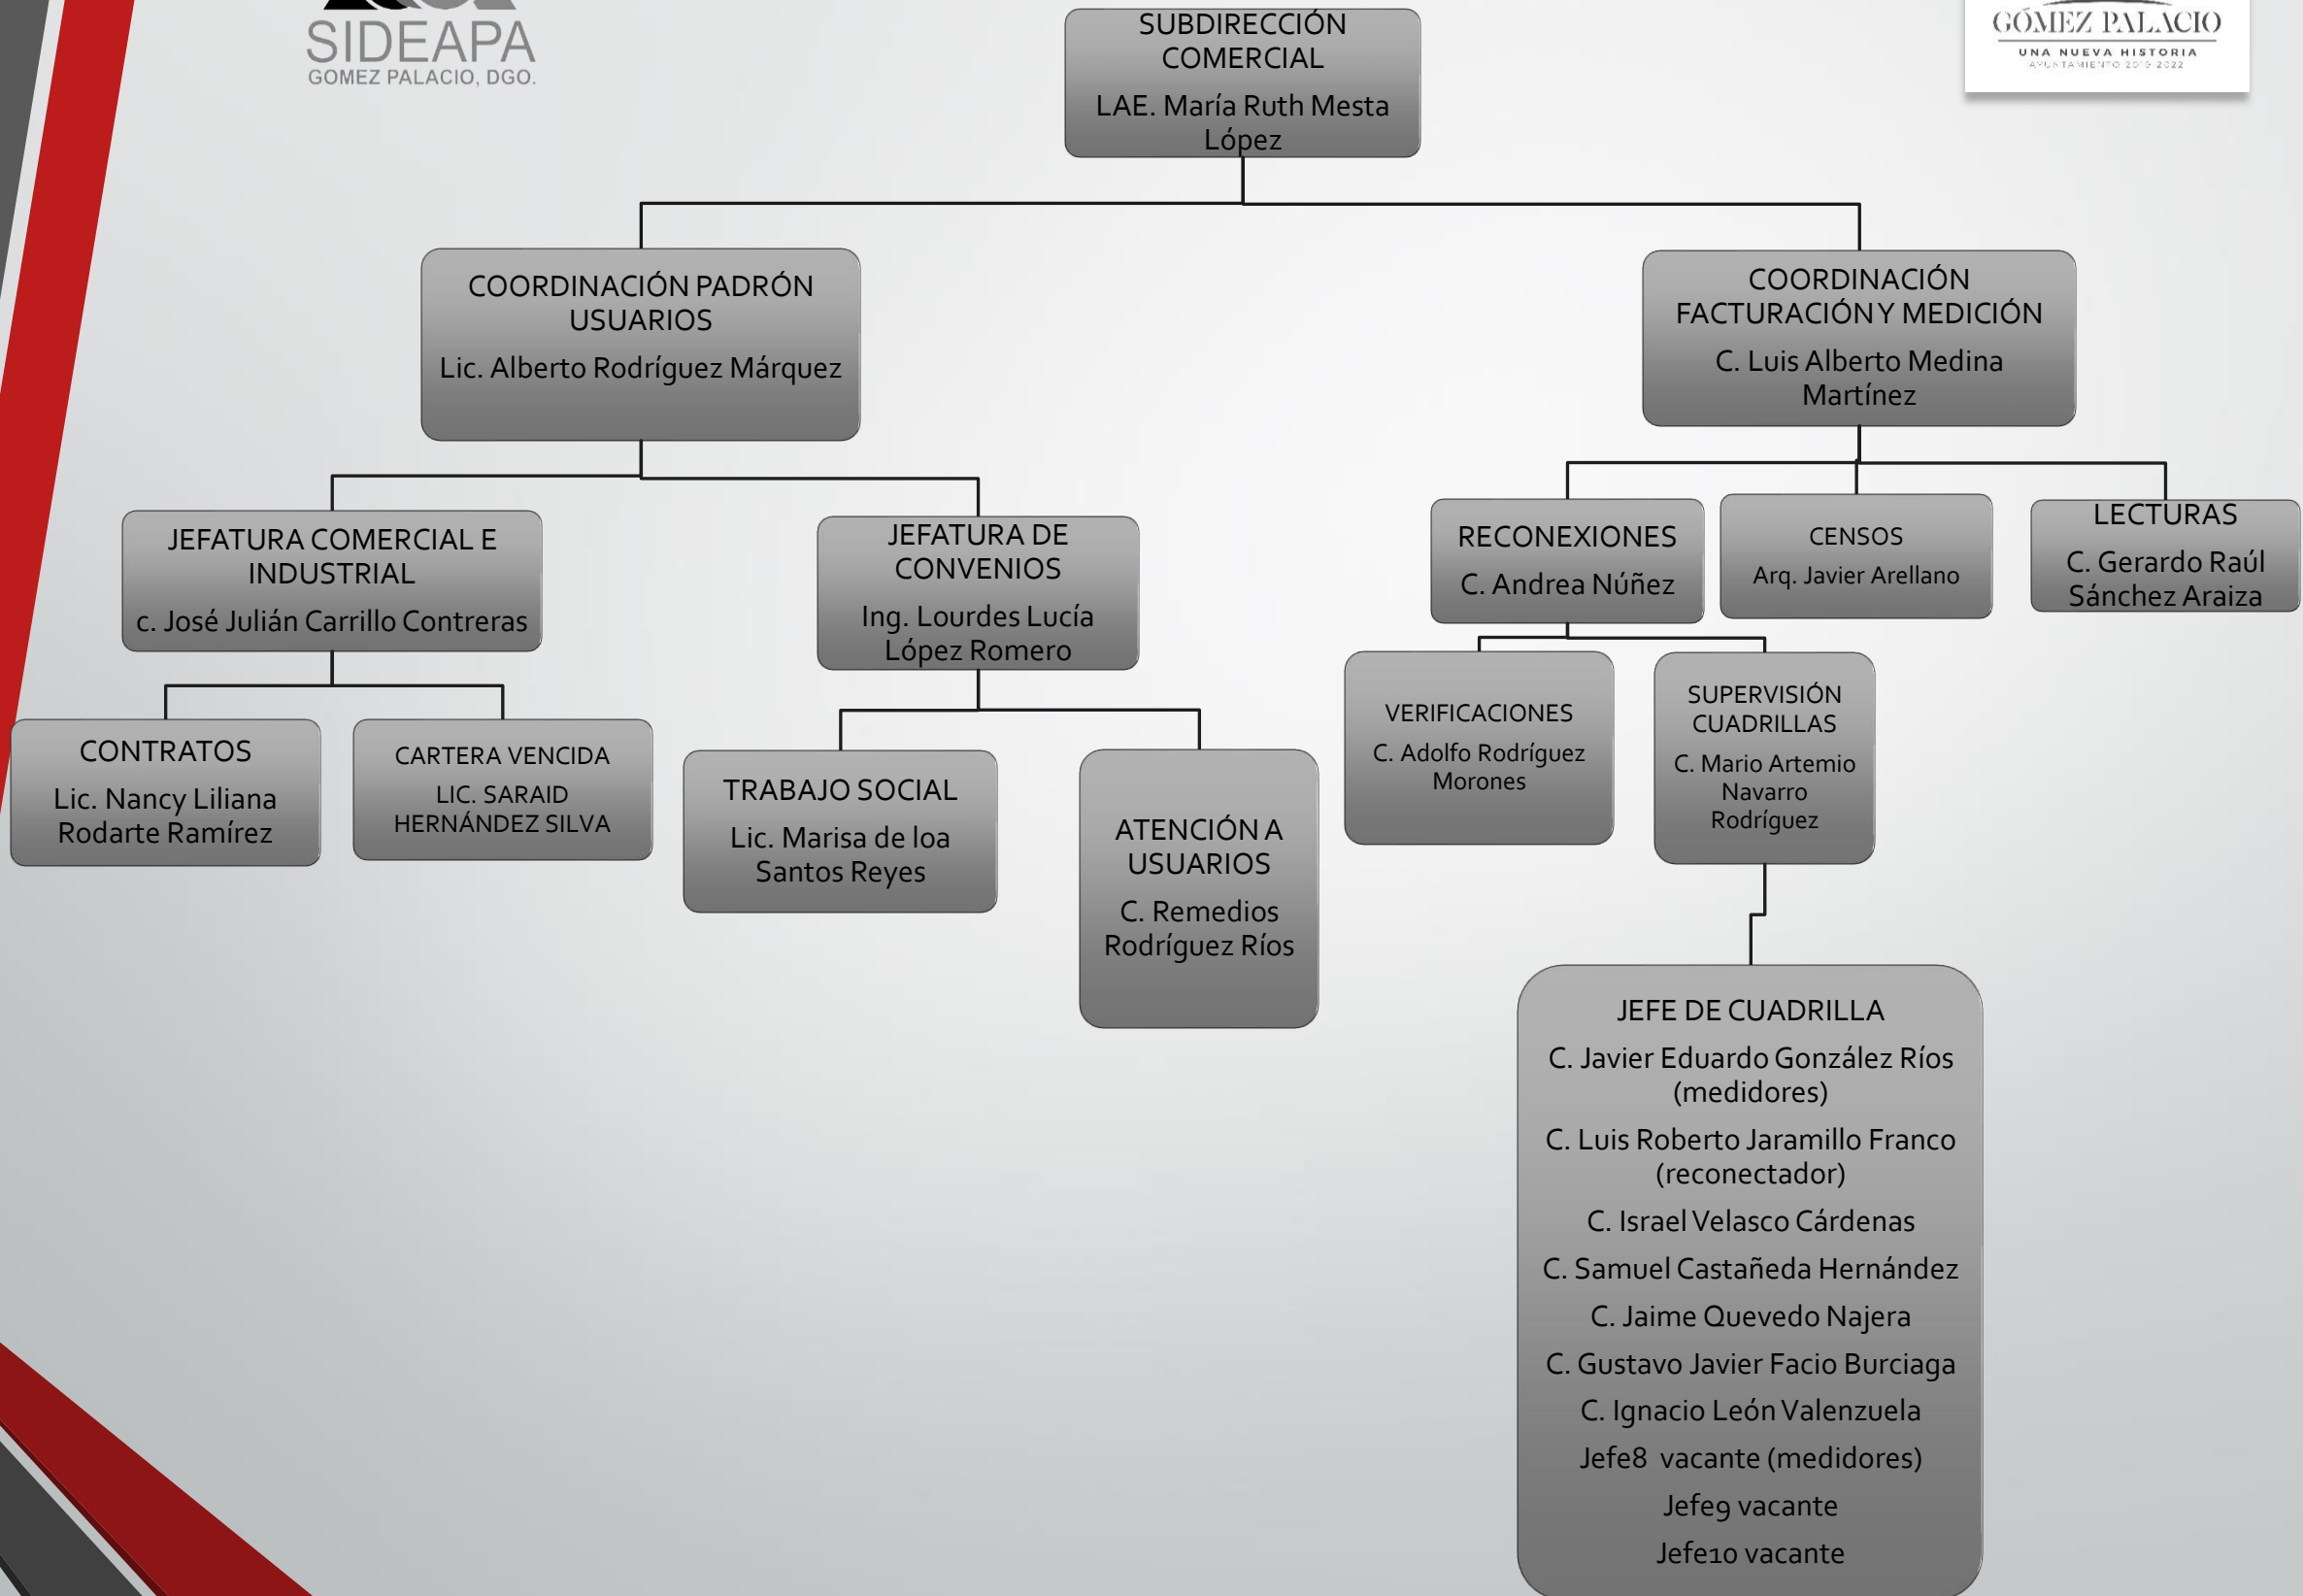 SIDEAPA
GOMEZ PALACIO, DGO.
SUBDIRECCIÓN
COMERCIAL
LAE. María Ruth Mesta
López
GÓMEZ PALACIO
UNA NUEVA HISTORIA
AYUNTAMIENTO 2019-2022
COORDINACIÓN PADRÓN
USUARIOS
Lic. Alberto Rodríguez Márquez
COORDINACIÓN
FACTURACIÓN Y MEDICIÓN
C. Luis Alberto Medina
Martínez
JEFATURA COMERCIAL E
INDUSTRIAL
c. José Julián Carrillo Contreras
JEFATURA DE
CONVENIOS
Ing. Lourdes Lucía
López Romero
RECONEXIONES
C. Andrea Núñez
CENSOS
Arq. Javier Arellano
LECTURAS
C. Gerardo Raúl
Sánchez Araiza
CONTRATOS
Lic. Nancy Liliana
Rodarte Ramírez
CARTERA VENCIDA
LIC. SARAID
HERNÁNDEZ SILVA
TRABAJO SOCIAL
Lic. Marisa de loa
Santos Reyes
ATENCIÓN A
USUARIOS
C. Remedios
Rodríguez Ríos
VERIFICACIONES
C. Adolfo Rodríguez
Morones
SUPERVISIÓN
CUADRILLAS
C. Mario Artemio
Navarro
Rodríguez
JEFE DE CUADRILLA
C. Javier Eduardo González Ríos
(medidores)
C. Luis Roberto Jaramillo Franco
(reconectador)
C. Israel Velasco Cárdenas
C. Samuel Castañeda Hernández
C. Jaime Quevedo Najera
C. Gustavo Javier Facio Burciaga
C. Ignacio León Valenzuela
Jefe8 vacante (medidores)
Jefe9 vacante
Jefe10 vacante